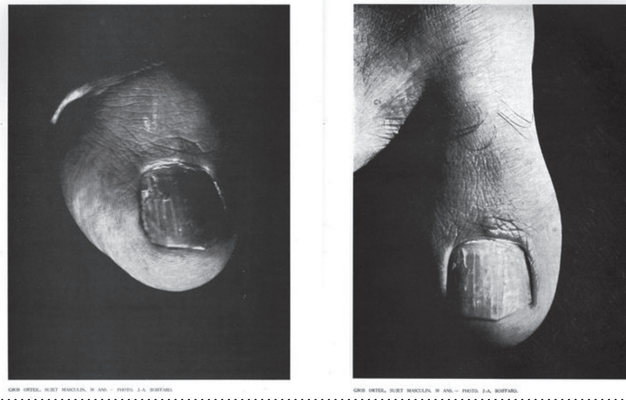 GROS ORTEIL, SUJET MASCULIN, 30 ANS. – PHOTO. J-A. BOIFFARD.
GROS ORTEIL, SUJET MASCULIN, 30 ANS. – PHOTO. J-A. BOIFFARD.